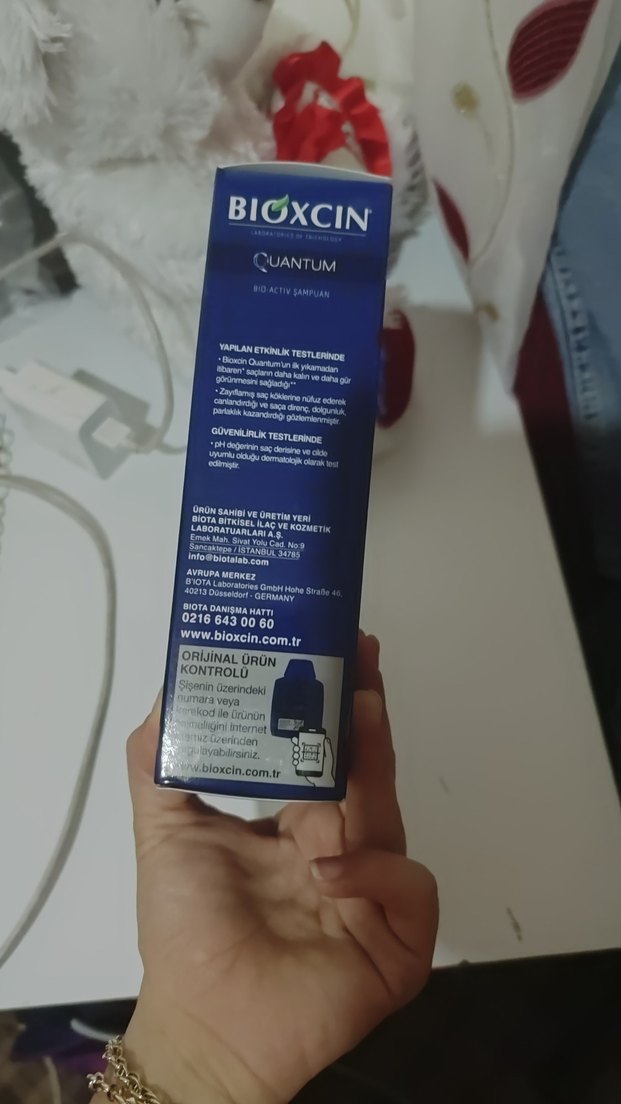 BIOXCIN
LABORATORIES OF TRICHOLOGY
QUANTUM
BIO-ACTIV ŞAMPUAN
YAPILAN ETKİNLİK TESTLERİNDE
• Bioxcin Quantum'un ilk yıkamadan
itibaren* saçların daha kalın ve daha gür
görünmesini sağladığı**
• Zayıflamış saç köklerine nüfuz ederek
canlandırdığı ve saça direnç, dolgunluk,
parlaklık kazandırdığı gözlemlenmiştir.
GÜVENİLİRLİK TESTLERİNDE
• pH değerinin saç derisine ve cilde
uyumlu olduğu dermatolojik olarak test
edilmiştir.
ÜRÜN SAHİBİ VE ÜRETİM YERİ
BİOTA BİTKİSEL İLAÇ VE KOZMETİK
LABORATUARLARI A.Ş.
Emek Mah. Sivat Yolu Cad. No:9
Sancaktepe / İSTANBUL 34785
info@biotalab.com
AVRUPA MERKEZ
B'IOTA Laboratories GmbH Hohe Straße 46,
40213 Düsseldorf - GERMANY
BIOTA DANIŞMA HATTI
0216 643 00 60
www.bioxcin.com.tr
ORİJİNAL ÜRÜN
KONTROLÜ
Şişenin üzerindeki
numara veya
karekod ile ürünün
internet
üzerinden
www.bioxcin.com.tr